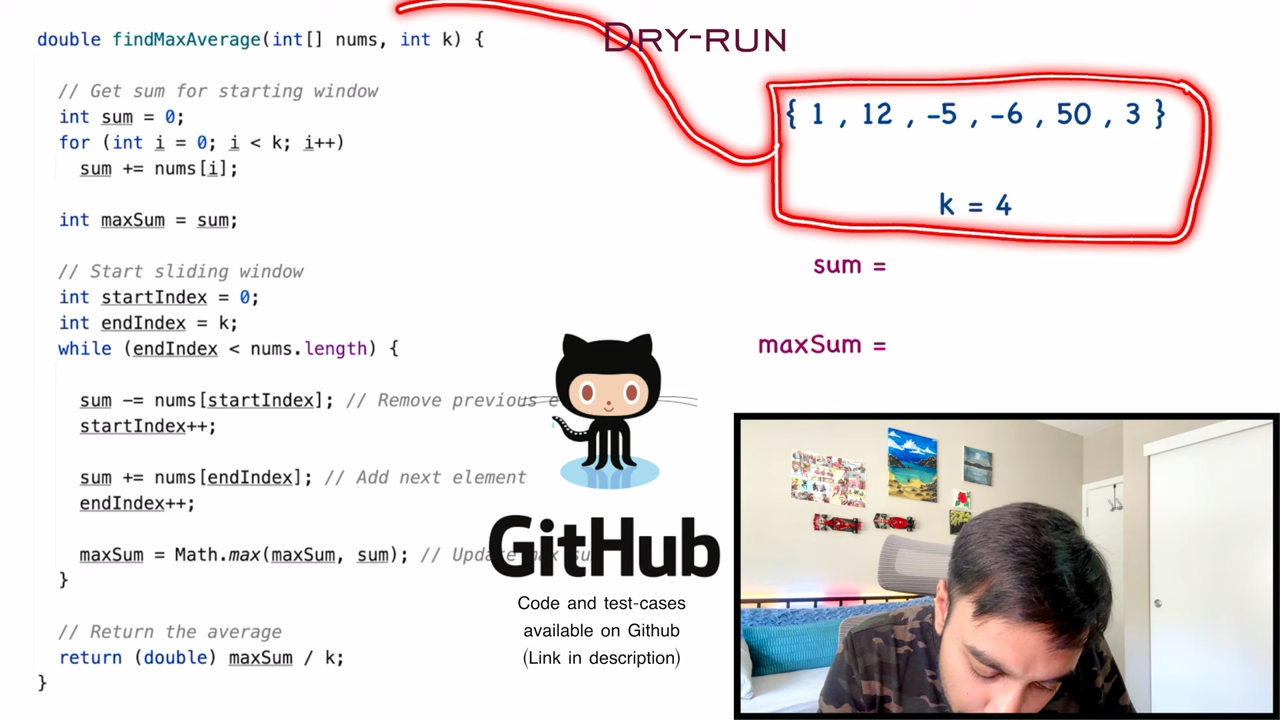 DRY-RUN
double findMaxAverage(int[] nums, int k) {
// Get sum for starting window
int sum = 0;
for (int i = 0; i < k; i++)
sum += nums[i];
int maxSum = sum;
// Start sliding window
int startIndex = 0;
int endIndex = k;
while (endIndex < nums.length) {
sum -= nums[startIndex]; // Remove previous e
startIndex++;
sum += nums[endIndex]; // Add next element
endIndex++;
maxSum = Math.max(maxSum, sum); // Update max su
}
// Return the average
return (double) maxSum / k;
}
{ 1 , 12 , -5 , -6 , 50 , 3 }
k = 4
sum =
maxSum =
GitHub
Code and test-cases
available on Github
(Link in description)